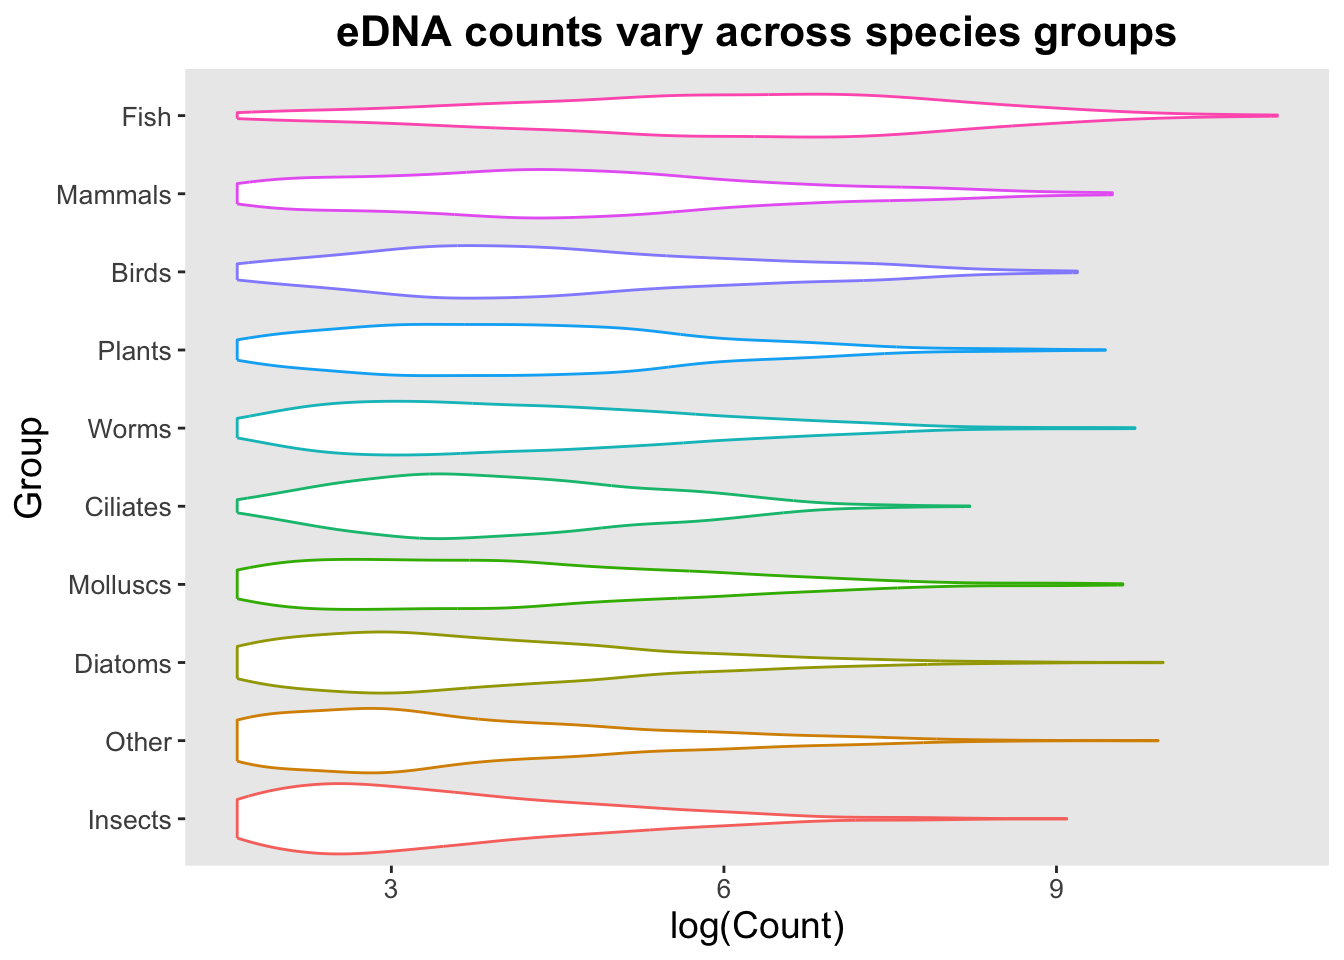 eDNA counts vary across species groups
Group
Fish
Mammals
Birds
Plants
Worms
Ciliates
Molluscs
Diatoms
Other
Insects
3 6 9
log(Count)